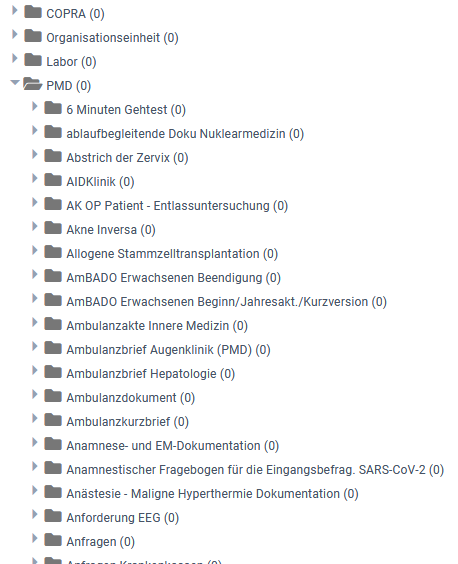 COPRA (0)
Organisationseinheit (0)
Labor (0)
PMD (0)
6 Minuten Gehtest (0)
ablaufbegleitende Doku Nuklearmedizin (0)
Abstrich der Zervix (0)
AIDKlinik (0)
AK OP Patient - Entlassuntersuchung (0)
Akne Inversa (0)
Allogene Stammzelltransplantation (0)
AmBADO Erwachsenen Beendigung (0)
AmBADO Erwachsenen Beginn/Jahresakt./Kurzversion (0)
Ambulanzakte Innere Medizin (0)
Ambulanzbrief Augenklinik (PMD) (0)
Ambulanzbrief Hepatologie (0)
Ambulanzdokument (0)
Ambulanzkurzbrief (0)
Anamnese- und EM-Dokumentation (0)
Anamnestischer Fragebogen für die Eingangsbefrag. SARS-CoV-2 (0)
Anästesie - Maligne Hyperthermie Dokumentation (0)
Anforderung EEG (0)
Anfragen (0)
Anfragen Krankenkassen (0)